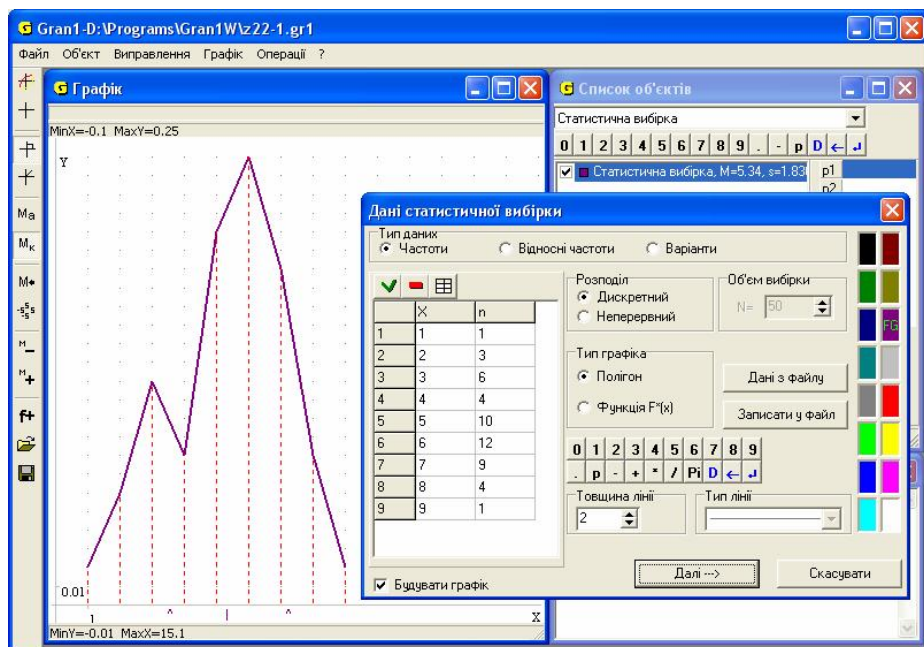 Gran1-D:\Programs\Gran1W\z22-1.gr1
Файл Об'єкт Виправлення Графік Операції ?
Графік
MinX=-0.1 MaxY=0.25
Y
0.01
1
X
MinY=-0.01 MaxX=15.1
Список об'єктів
Статистична вибірка
0 1 2 3 4 5 6 7 8 9 . - p D ← ↲
Статистична вибірка, M=5.34, s=1.83
p1
p2
Дані статистичної вибірки
Тип даних
Частоти Відносні частоти Варіанти
X n
1 1 1
2 2 3
3 3 6
4 4 4
5 5 10
6 6 12
7 7 9
8 8 4
9 9 1
Будувати графік
Розподіл
Дискретний
Неперервний
Об'єм вибірки
N= 50
Тип графіка
Полігон
Функція F*(x)
Дані з файлу
Записати у файл
0 1 2 3 4 5 6 7 8 9
. p - + * / Pi D ← ↲
Товщина лінії
2
Тип лінії
Далі --->
Скасувати
FG
Ma
Мк
M+
M
M+
f+